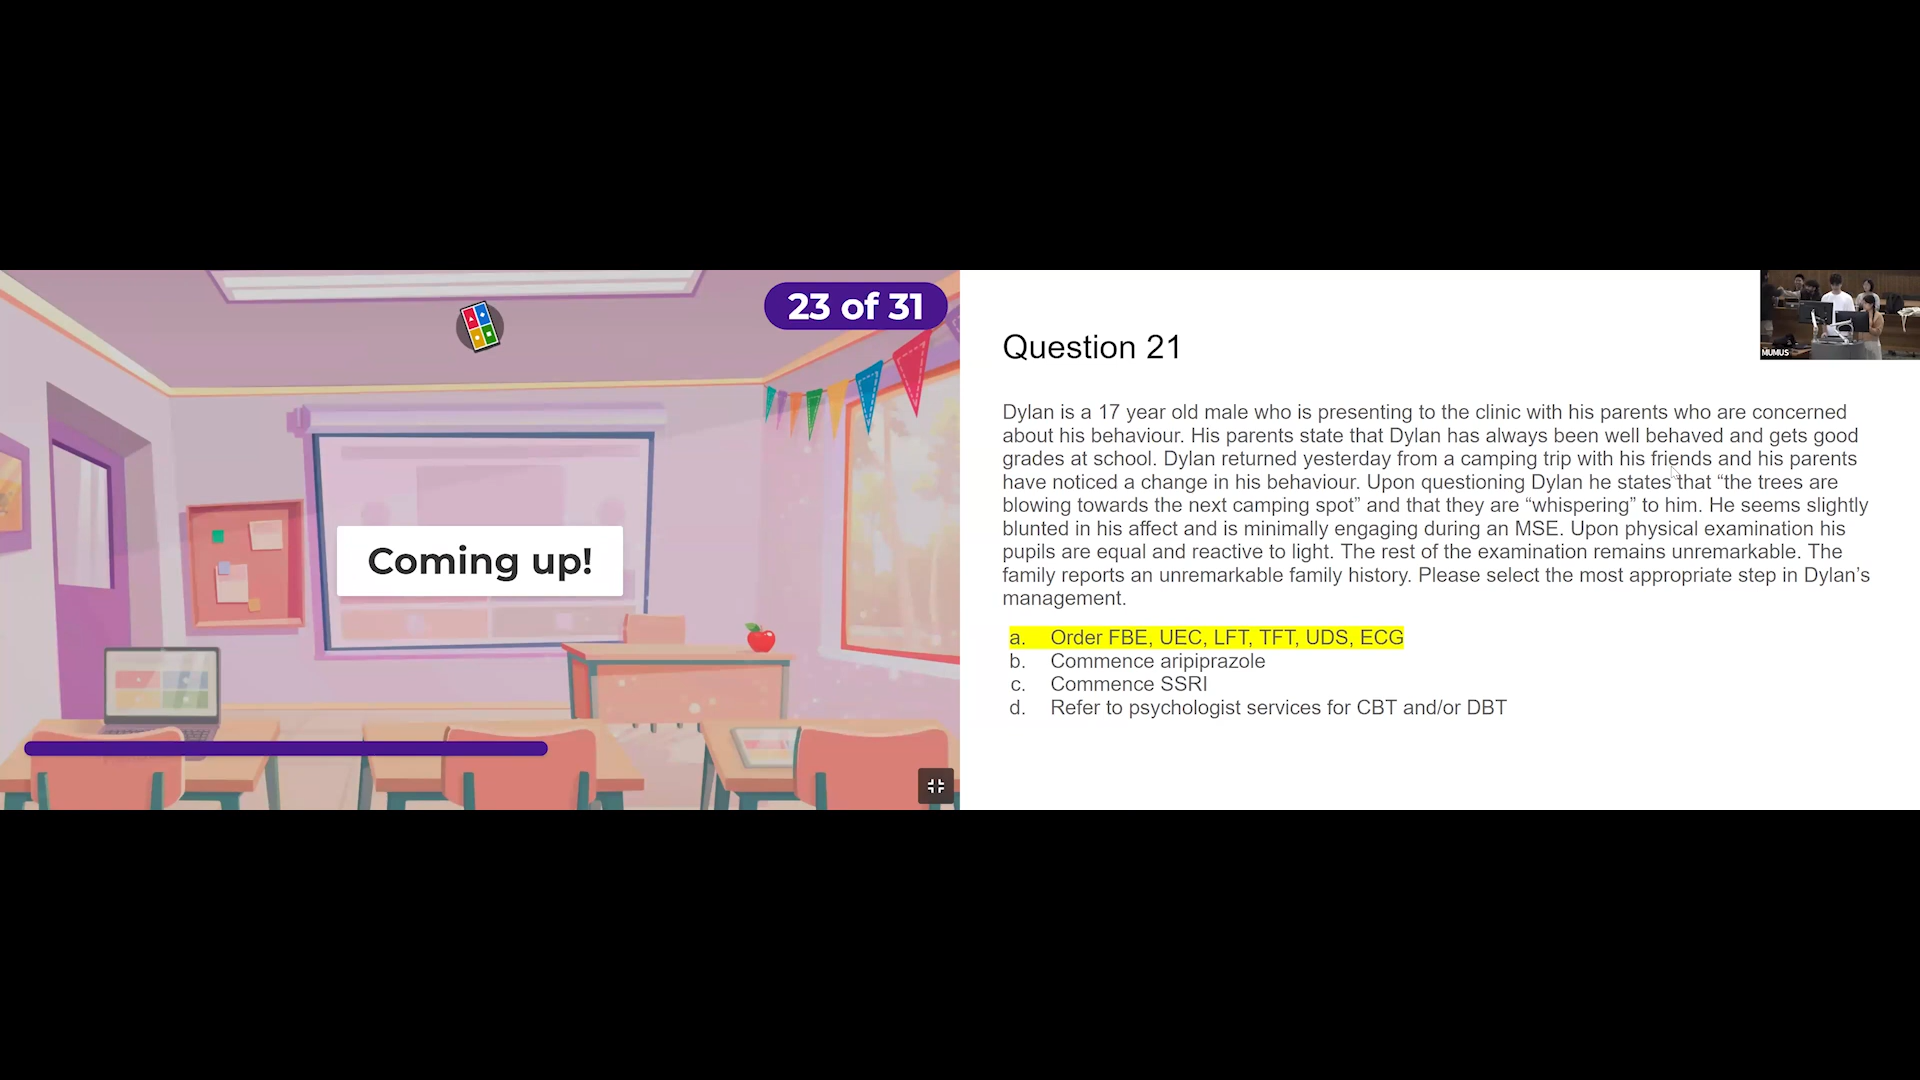 23 of 31
Coming up!
Question 21
MUMUS
Dylan is a 17 year old male who is presenting to the clinic with his parents who are concerned
about his behaviour. His parents state that Dylan has always been well behaved and gets good
grades at school. Dylan returned yesterday from a camping trip with his friends and his parents
have noticed a change in his behaviour. Upon questioning Dylan he states that “the trees are
blowing towards the next camping spot” and that they are “whispering” to him. He seems slightly
blunted in his affect and is minimally engaging during an MSE. Upon physical examination his
pupils are equal and reactive to light. The rest of the examination remains unremarkable. The
family reports an unremarkable family history. Please select the most appropriate step in Dylan’s
management.
a. Order FBE, UEC, LFT, TFT, UDS, ECG
b. Commence aripiprazole
c. Commence SSRI
d. Refer to psychologist services for CBT and/or DBT